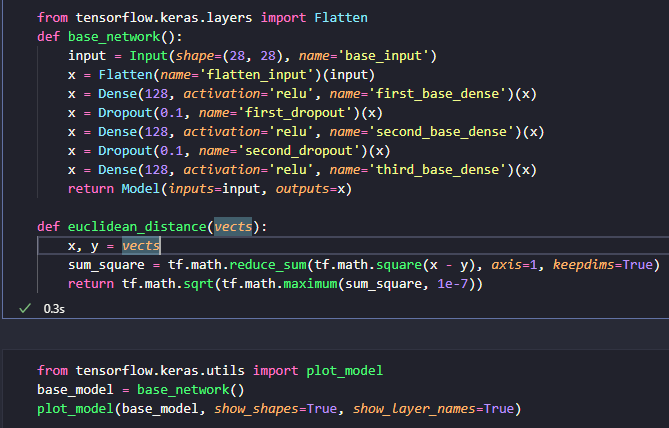 from tensorflow.keras.layers import Flatten
def base_network():
    input = Input(shape=(28, 28), name='base_input')
    x = Flatten(name='flatten_input')(input)
    x = Dense(128, activation='relu', name='first_base_dense')(x)
    x = Dropout(0.1, name='first_dropout')(x)
    x = Dense(128, activation='relu', name='second_base_dense')(x)
    x = Dropout(0.1, name='second_dropout')(x)
    x = Dense(128, activation='relu', name='third_base_dense')(x)
    return Model(inputs=input, outputs=x)
def euclidean_distance(vects):
    x, y = vects
    sum_square = tf.math.reduce_sum(tf.math.square(x - y), axis=1, keepdims=True)
    return tf.math.sqrt(tf.math.maximum(sum_square, 1e-7))
0.3s
from tensorflow.keras.utils import plot_model
base_model = base_network()
plot_model(base_model, show_shapes=True, show_layer_names=True)